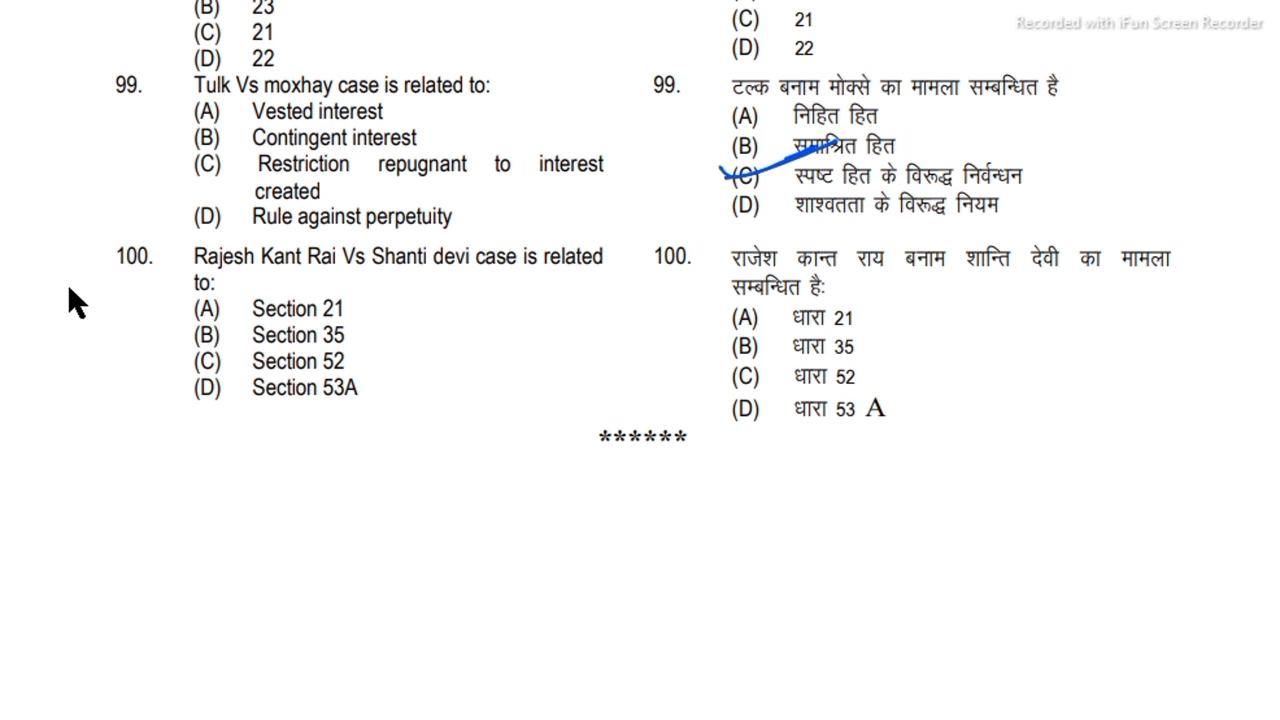 (B) 23
(C) 21
(D) 22
99. Tulk Vs moxhay case is related to:
(A) Vested interest
(B) Contingent interest
(C) Restriction repugnant to interest
created
(D) Rule against perpetuity
100. Rajesh Kant Rai Vs Shanti devi case is related
to:
(A) Section 21
(B) Section 35
(C) Section 52
(D) Section 53A
(C) 21
(D) 22
99. टल्क बनाम मोक्से का मामला सम्बन्धित है
(A) निहित हित
(B) समाश्रित हित
(C) स्पष्ट हित के विरूद्ध निर्वन्धन
(D) शाश्वतता के विरूद्ध नियम
100. राजेश कान्त राय बनाम शान्ति देवी का मामला
सम्बन्धित है:
(A) धारा 21
(B) धारा 35
(C) धारा 52
(D) धारा 53 A
******
Recorded with iFun Screen Recorder